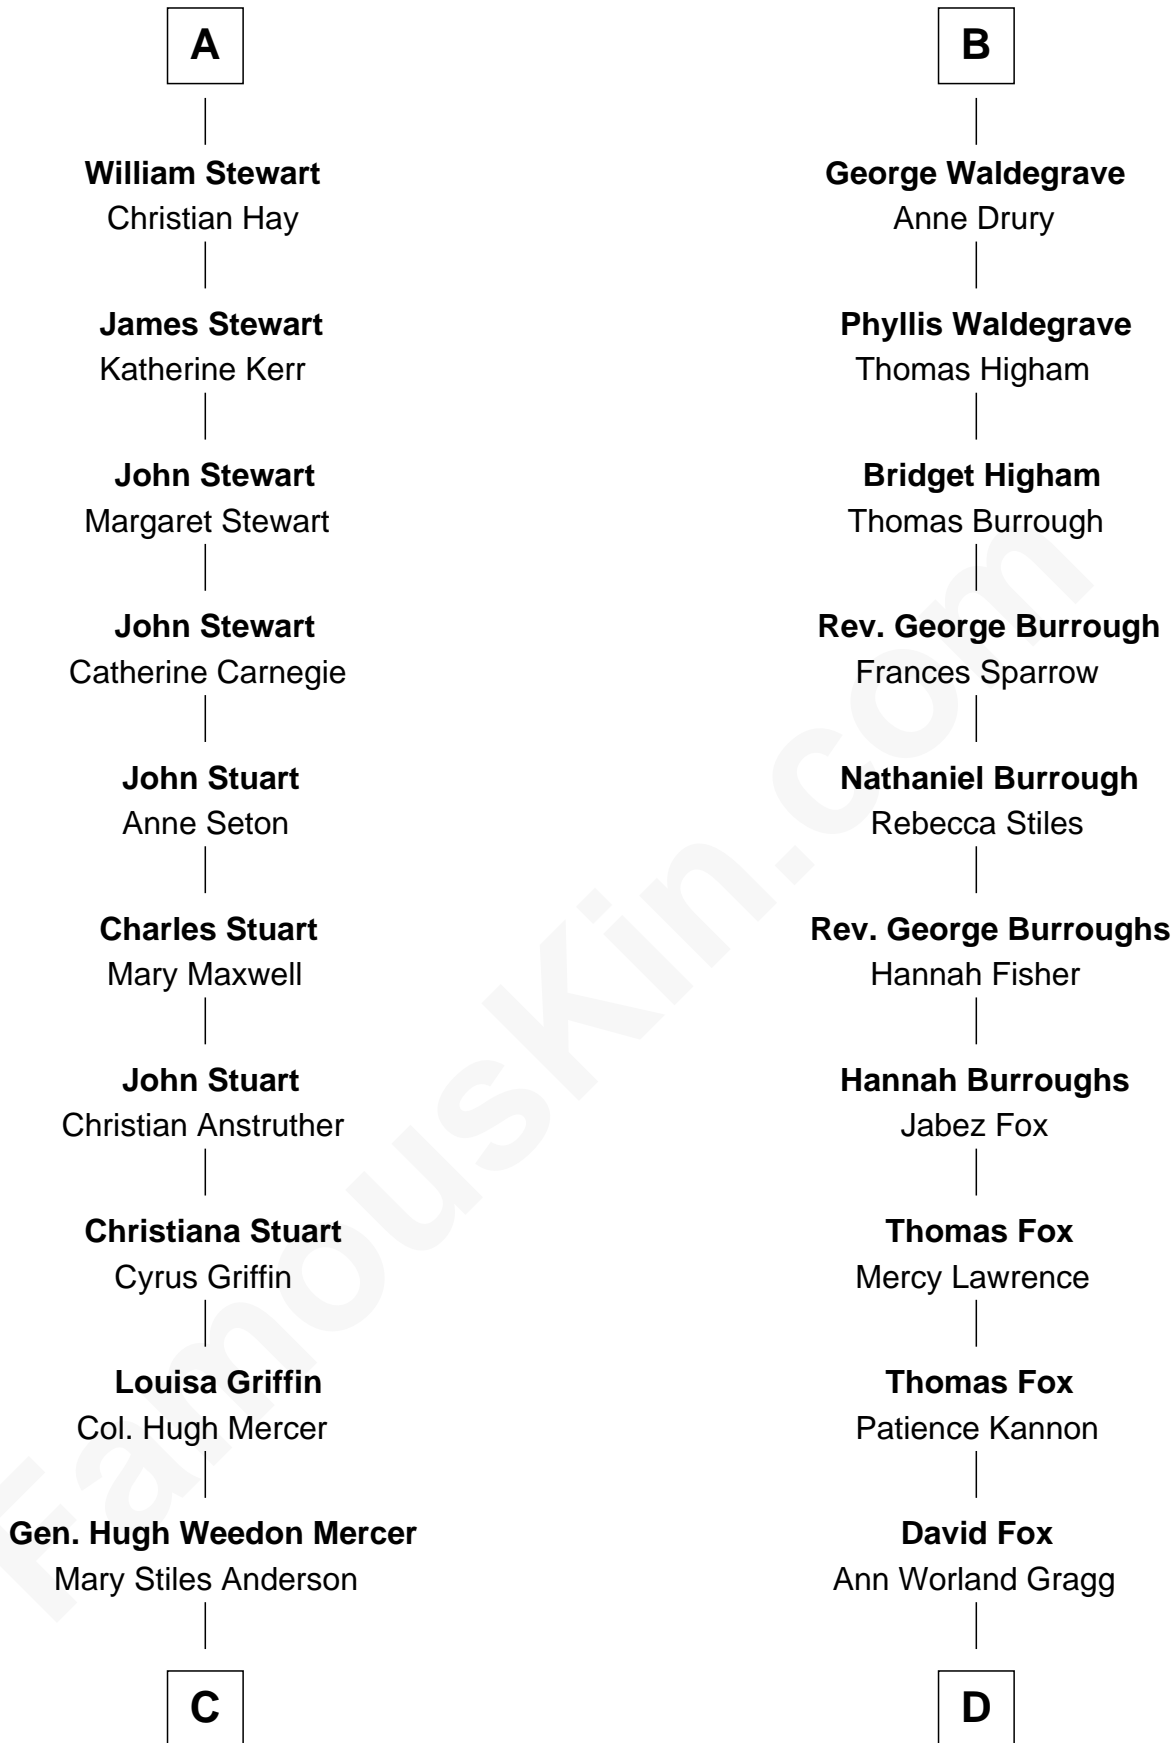 A
William Stewart
Christian Hay
James Stewart
Katherine Kerr
John Stewart
Margaret Stewart
John Stewart
Catherine Carnegie
John Stuart
Anne Seton
Charles Stuart
Mary Maxwell
John Stuart
Christian Anstruther
Christiana Stuart
Cyrus Griffin
Louisa Griffin
Col. Hugh Mercer
Gen. Hugh Weedon Mercer
Mary Stiles Anderson
C
B
George Waldegrave
Anne Drury
Phyllis Waldegrave
Thomas Higham
Bridget Higham
Thomas Burrough
Rev. George Burrough
Frances Sparrow
Nathaniel Burrough
Rebecca Stiles
Rev. George Burroughs
Hannah Fisher
Hannah Burroughs
Jabez Fox
Thomas Fox
Mercy Lawrence
Thomas Fox
Patience Kannon
David Fox
Ann Worland Gragg
D
FamousKin.com